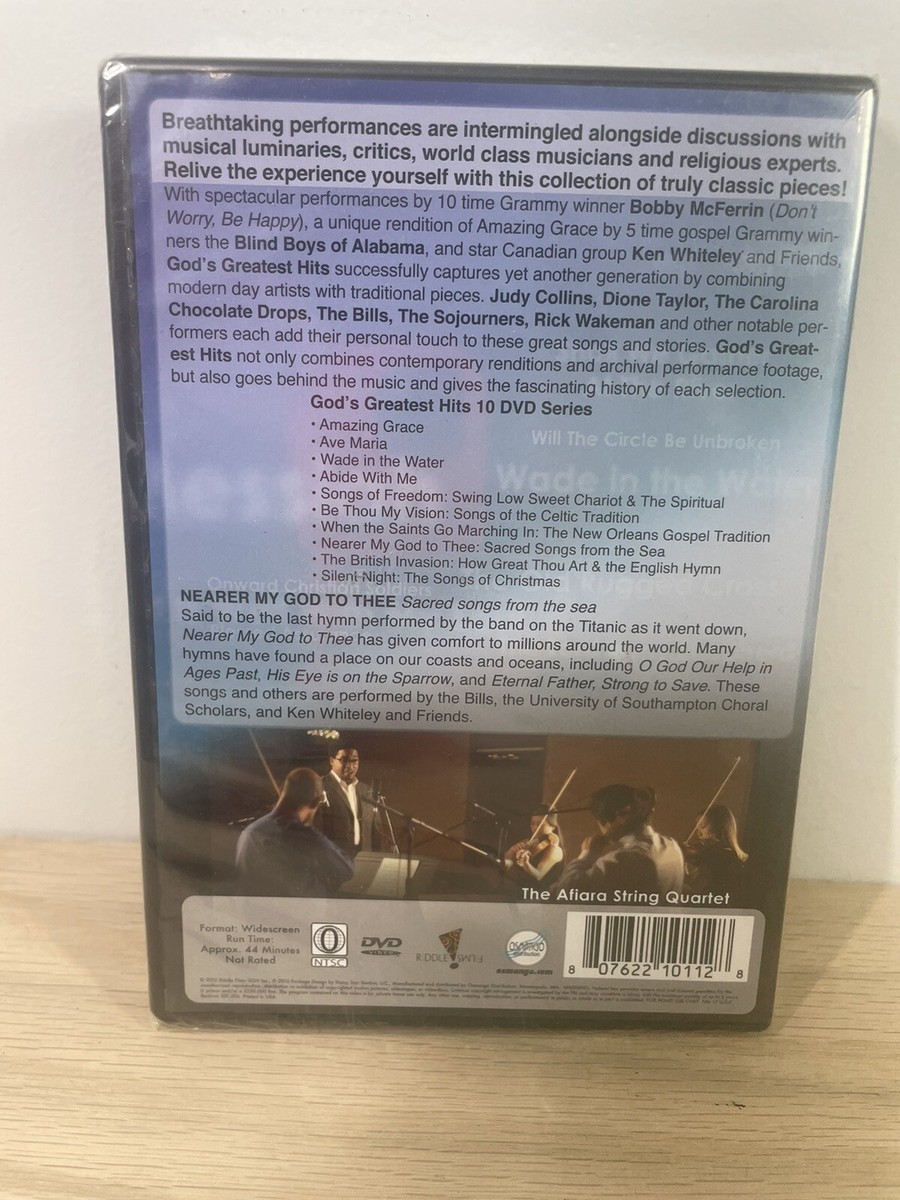 Breathtaking performances are intermingled alongside discussions with
musical luminaries, critics, world class musicians and religious experts.
Relive the experience yourself with this collection of truly classic pieces!
With spectacular performances by 10 time Grammy winner Bobby McFerrin (Don't
Worry, Be Happy), a unique rendition of Amazing Grace by 5 time gospel Grammy win-
ners the Blind Boys of Alabama, and star Canadian group Ken Whiteley and Friends,
God's Greatest Hits successfully captures yet another generation by combining
modern day artists with traditional pieces. Judy Collins, Dione Taylor, The Carolina
Chocolate Drops, The Bills, The Sojourners, Rick Wakeman and other notable per-
formers each add their personal touch to these great songs and stories. God's Great-
est Hits not only combines contemporary renditions and archival performance footage,
but also goes behind the music and gives the fascinating history of each selection.
God's Greatest Hits 10 DVD Series
• Amazing Grace
• Ave Maria
Will The Circle Be Unbroken
• Wade in the Water
Wade in the Water
• Abide With Me
• Songs of Freedom: Swing Low Sweet Chariot & The Spiritual
• Be Thou My Vision: Songs of the Celtic Tradition
• When the Saints Go Marching In: The New Orleans Gospel Tradition
• Nearer My God to Thee: Sacred Songs from the Sea
• The British Invasion: How Great Thou Art & the English Hymn
• Silent Night: The Songs of Christmas
Onward Christian Soldiers
NEARER MY GOD TO THEE Sacred songs from the sea
Said to be the last hymn performed by the band on the Titanic as it went down,
Nearer My God to Thee has given comfort to millions around the world. Many
hymns have found a place on our coasts and oceans, including O God Our Help in
Ages Past, His Eye is on the Sparrow, and Eternal Father, Strong to Save. These
songs and others are performed by the Bills, the University of Southampton Choral
Scholars, and Ken Whiteley and Friends.
The Afiara String Quartet
Format: Widescreen
Run Time:
Approx. 44 Minutes
Not Rated
0
NTSC
DVD
VIDEO
RIDDLE FILMS
osmango
distribution
osmango.com
8 07622 10112 8